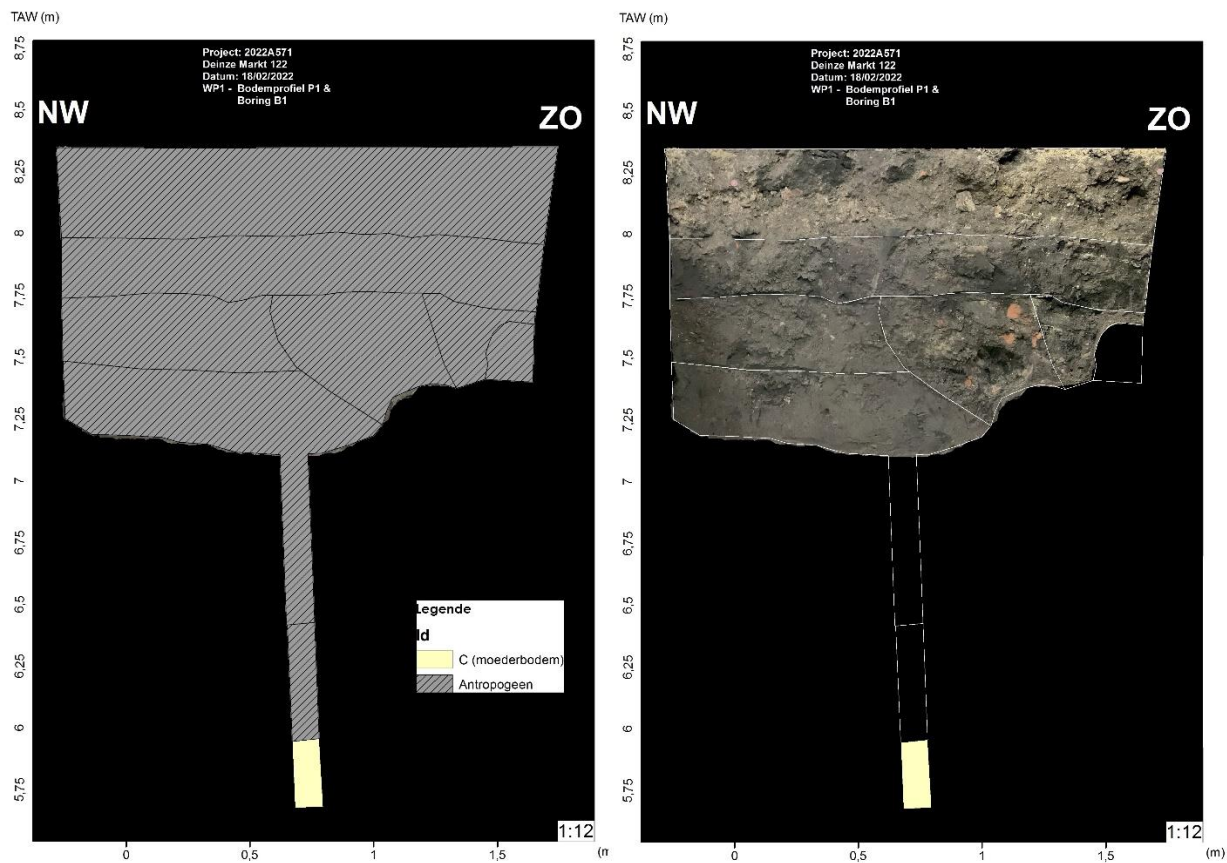 TAW (m)
8,75
8,5
8,25
8
7,75
7,5
7,25
7
6,75
6,5
6,25
6
5,75
Project: 2022A571
Deinze Markt 122
Datum: 18/02/2022
WP1 - Bodemprofiel P1 &
Boring B1
NW
ZO
Legende
Id
C (moederbodem)
Antropogeen
1:12
0
0,5
1
1,5
(m
TAW (m)
8,75
8,5
8,25
8
7,75
7,5
7,25
7
6,75
6,5
6,25
6
5,75
Project: 2022A571
Deinze Markt 122
Datum: 18/02/2022
WP1 - Bodemprofiel P1 &
Boring B1
NW
ZO
1:12
0
0,5
1
1,5
(m)